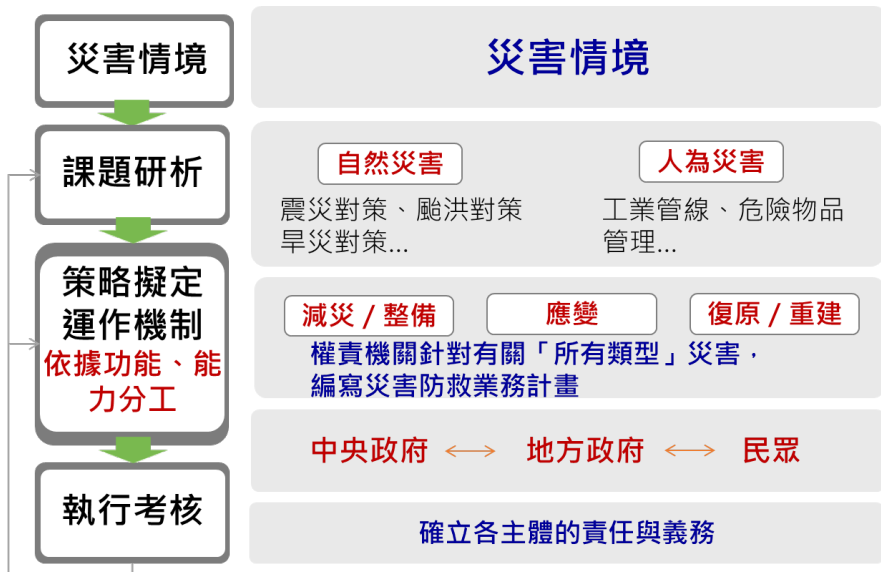 災害情境
災害情境
課題研析
自然災害
人為災害
震災對策、颱洪對策
旱災對策...
工業管線、危險物品
管理...
策略擬定
運作機制
依據功能、能
力分工
減災 / 整備
應變
復原 / 重建
權責機關針對有關「所有類型」災害，
編寫災害防救業務計畫
中央政府
地方政府
民眾
執行考核
確立各主體的責任與義務